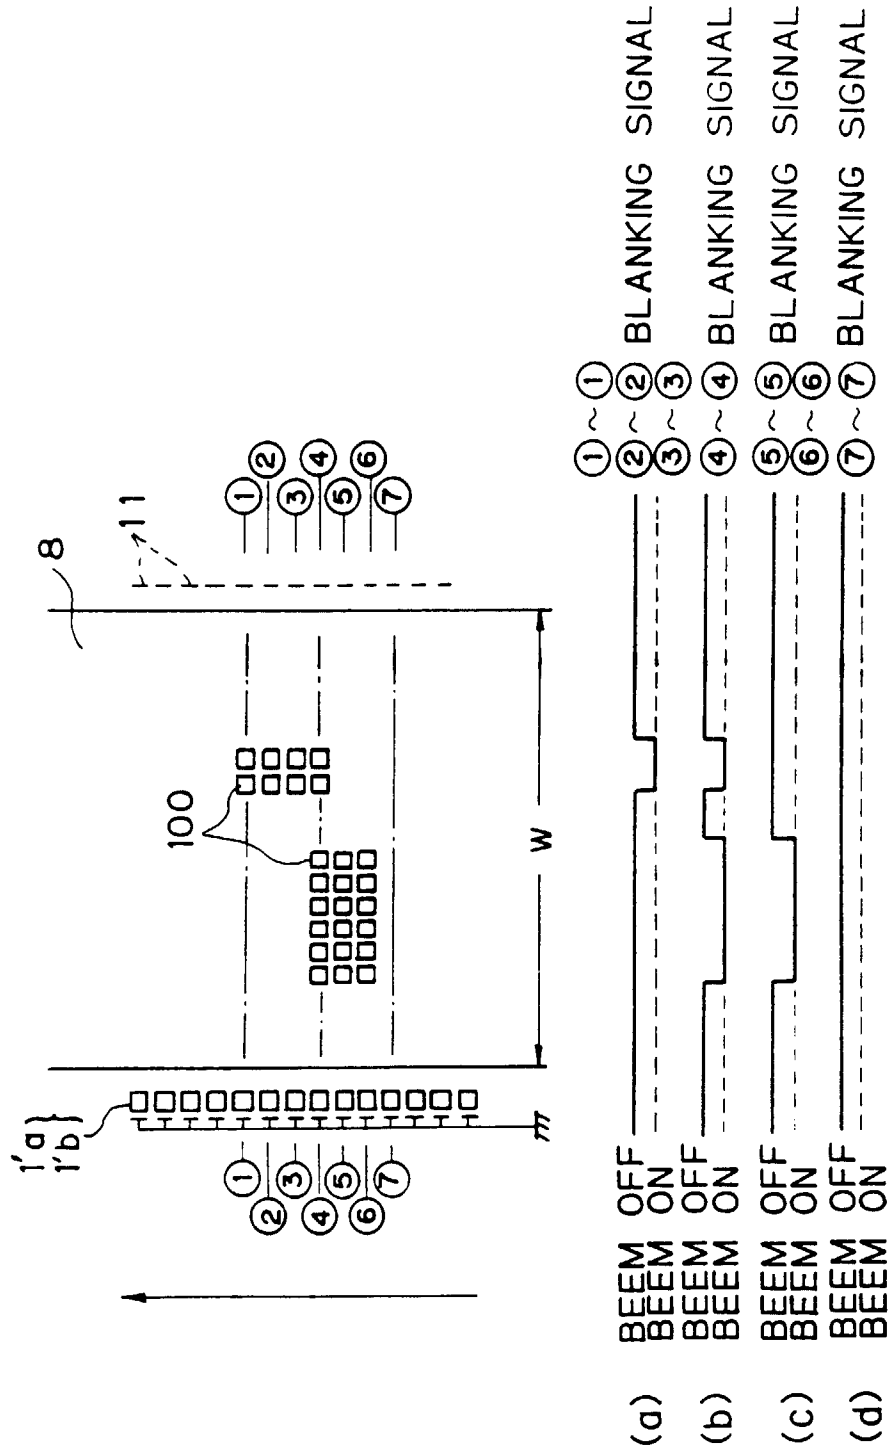 8
11
100
1'a
1'b
①
②
③
④
⑤
⑥
⑦
①
②
③
④
⑤
⑥
⑦
W
(a) BEEM OFF
BEEM ON
①~①
②~② BLANKING SIGNAL
③~③
(b) BEEM OFF
BEEM ON
④~④ BLANKING SIGNAL
(c) BEEM OFF
BEEM ON
⑤~⑤ BLANKING SIGNAL
⑥~⑥
(d) BEEM OFF
BEEM ON
⑦~⑦ BLANKING SIGNAL